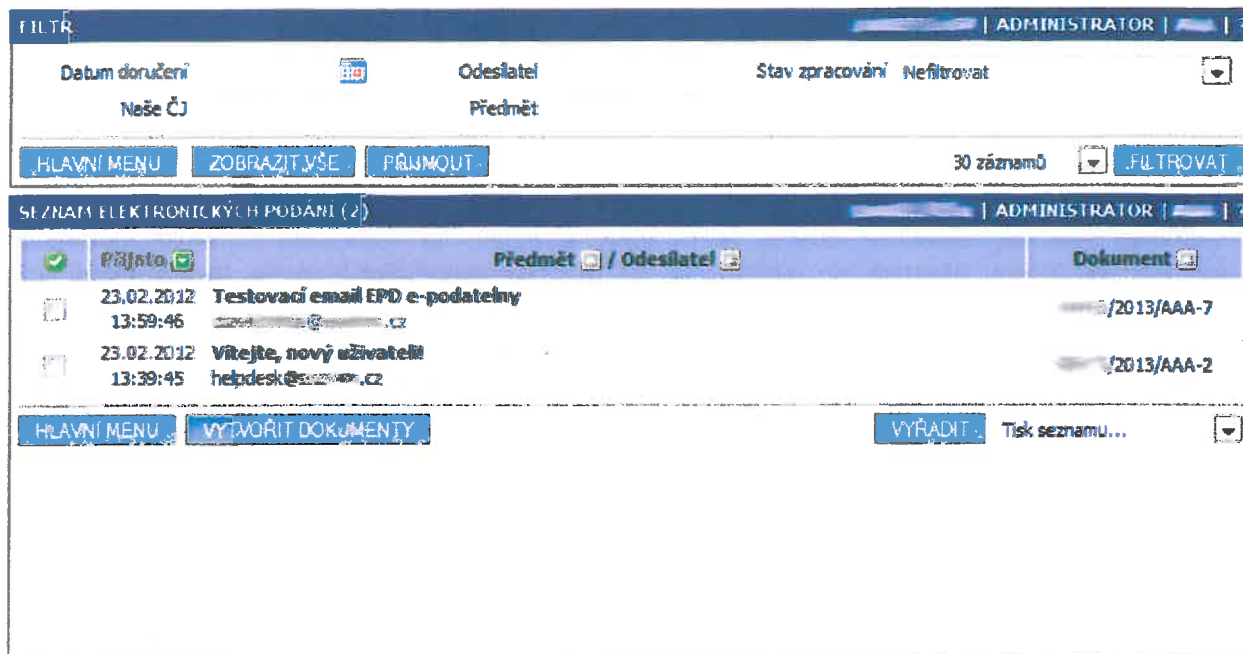 FILTR | ADMINISTRATOR | | ?
Datum doručení Odesílatel Stav zpracování Nefiltrovat
Naše ČJ Předmět
HLAVNÍ MENU ZOBRAZIT VŠE PŘIJMOUT 30 záznamů FILTROVAT
SEZNAM ELEKTRONICKÝCH PODÁNÍ (2) | ADMINISTRATOR | | ?
Přijato Předmět / Odesílatel Dokument
23.02.2012 Testovací email EPD e-podatelny /2013/AAA-7
13:59:46 @ .cz
23.02.2012 Vítejte, nový uživateli! /2013/AAA-2
13:39:45 helpdesk@ .cz
HLAVNÍ MENU VYTVOŘIT DOKUMENTY VYŘADIT Tisk seznamu...